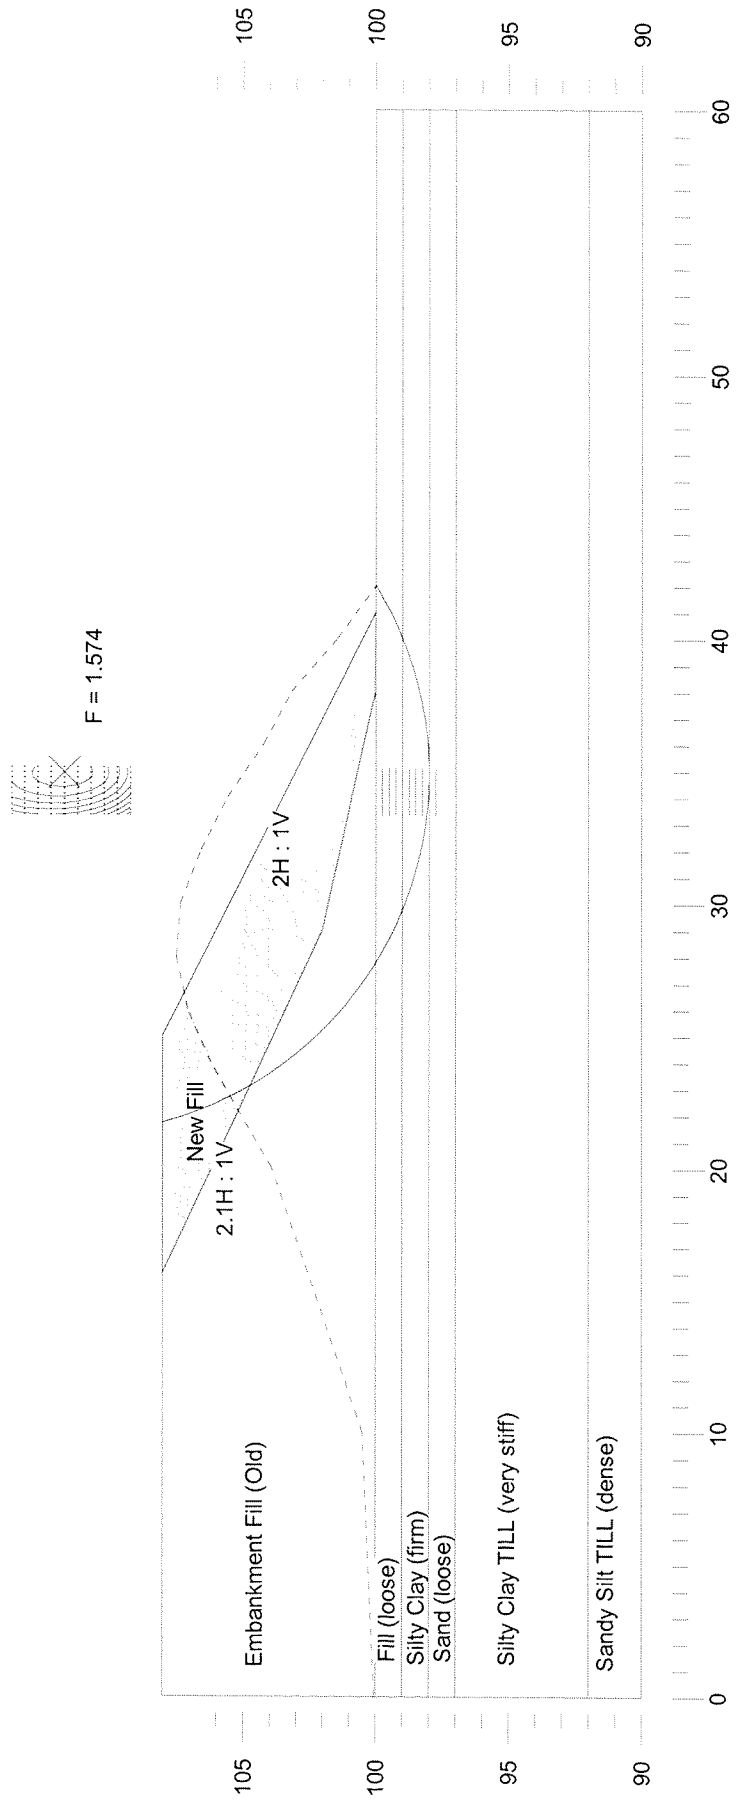 F = 1.574
105
100
95
90
105
100
95
90
Embankment Fill (Old)
New Fill
2.1H : 1V
2H : 1V
Fill (loose)
Silty Clay (firm)
Sand (loose)
Silty Clay TILL (very stiff)
Sandy Silt TILL (dense)
0
10
20
30
40
50
60